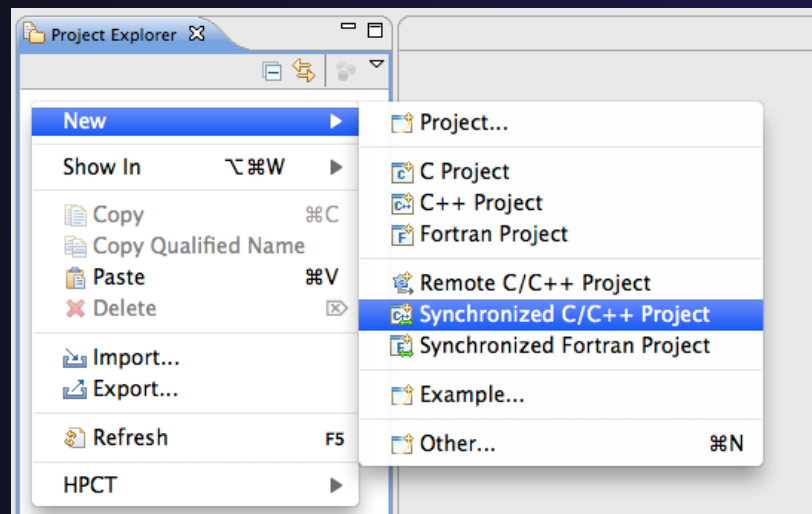 Project Explorer
New
Show In ⌥⌘W
Copy ⌘C
Copy Qualified Name
Paste ⌘V
Delete
Import...
Export...
Refresh F5
HPCT
Project...
C Project
C++ Project
Fortran Project
Remote C/C++ Project
Synchronized C/C++ Project
Synchronized Fortran Project
Example...
Other... ⌘N